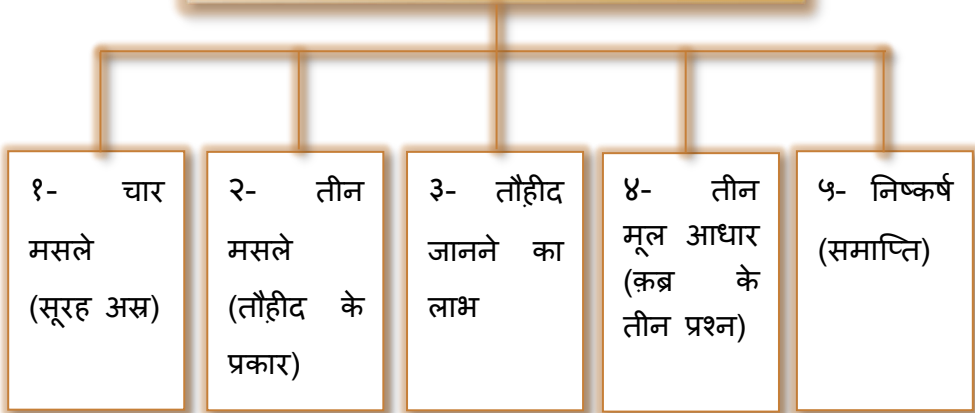 १- चार
मसले
(सूरह अस्र)
२- तीन
मसले
(तौह़ीद के
प्रकार)
३- तौह़ीद
जानने का
लाभ
४- तीन
मूल आधार
(क़ब्र के
तीन प्रश्न)
५- निष्कर्ष
(समाप्ति)